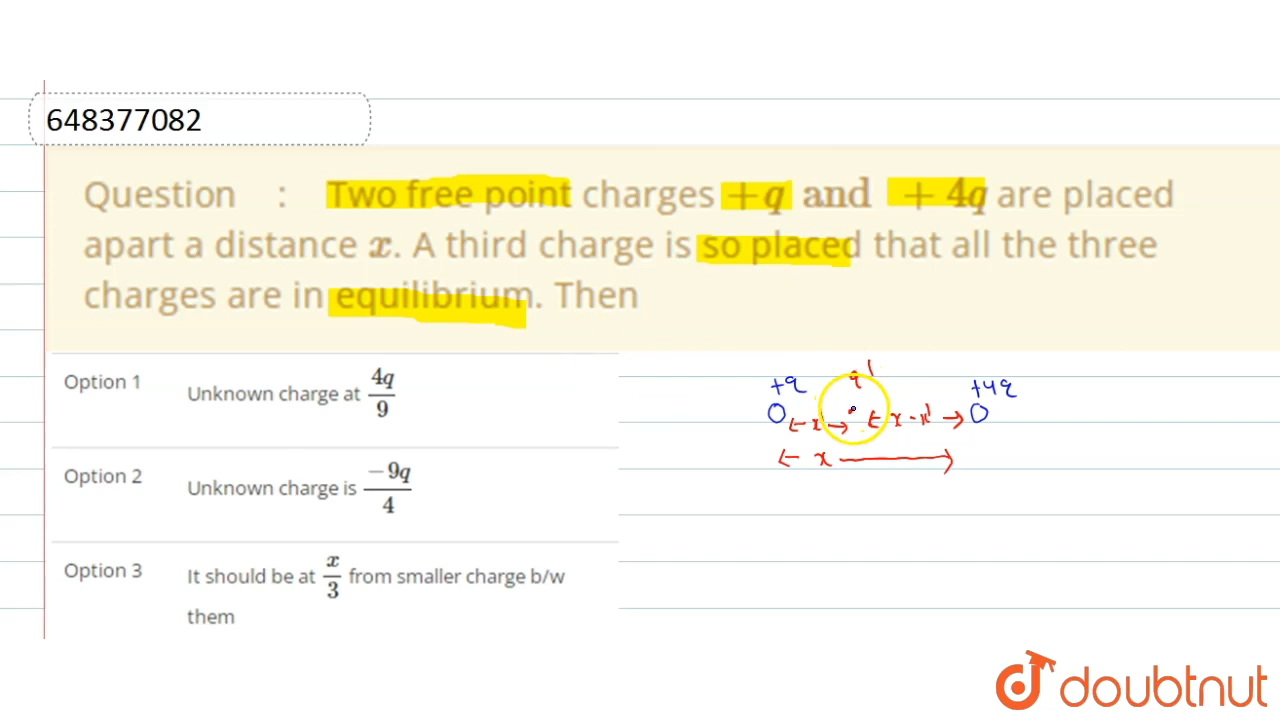 648377082
Question : Two free point charges +q and +4q are placed
apart a distance x. A third charge is so placed that all the three
charges are in equilibrium. Then
Option 1 Unknown charge at 4q/9
Option 2 Unknown charge is −9q/4
Option 3 It should be at x/3 from smaller charge b/w
them
+q q' +4q
x' x-x'
x
doubtnut